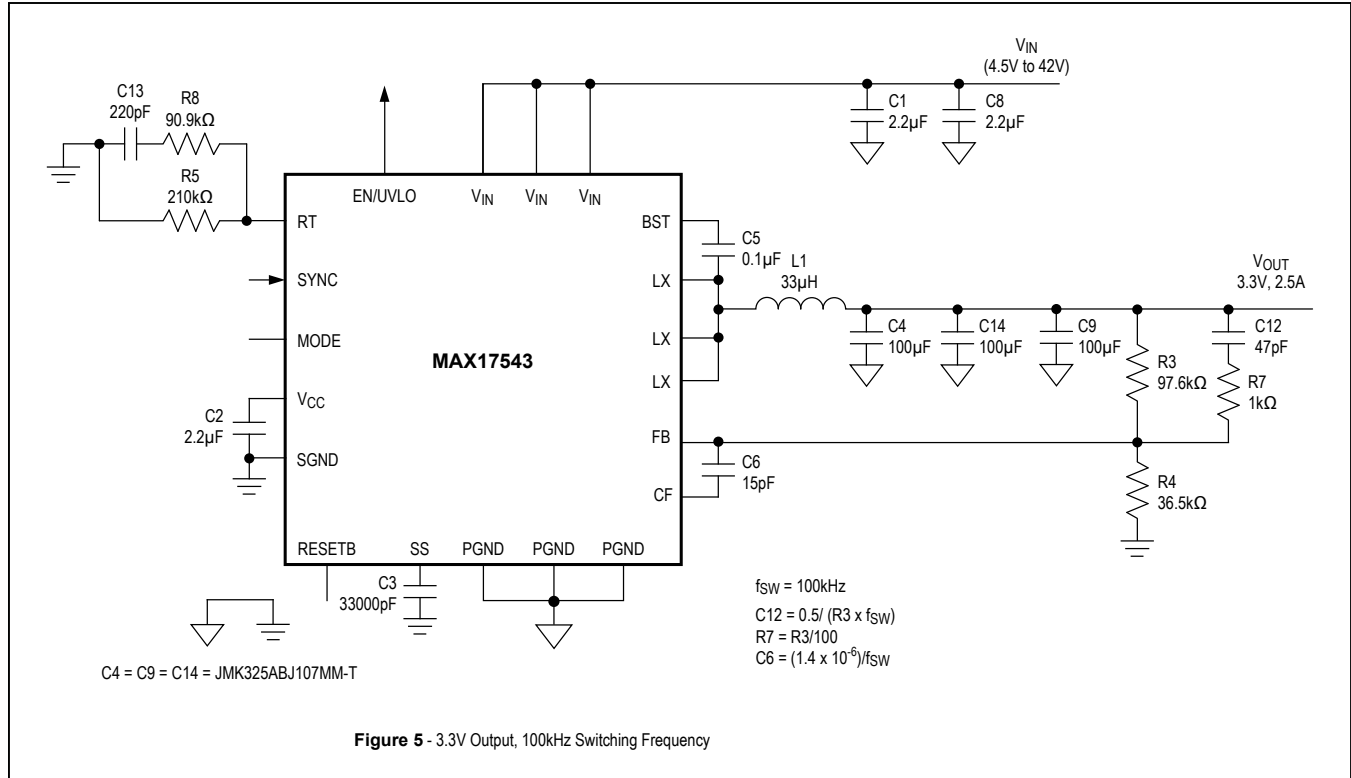 VIN
(4.5V to 42V)
C13
220pF
R8
90.9kΩ
R5
210kΩ
C1
2.2µF
C8
2.2µF
EN/UVLO
VIN
VIN
VIN
RT
BST
C5
0.1µF
L1
33µH
SYNC
LX
VOUT
3.3V, 2.5A
MODE
MAX17543
LX
LX
C4
100µF
C14
100µF
C9
100µF
R3
97.6kΩ
C12
47pF
R7
1kΩ
VCC
C2
2.2µF
SGND
FB
C6
15pF
CF
R4
36.5kΩ
RESETB
SS
PGND
PGND
PGND
C3
33000pF
fSW = 100kHz
C12 = 0.5/ (R3 x fSW)
R7 = R3/100
C6 = (1.4 x 10⁻⁶)/fSW
C4 = C9 = C14 = JMK325ABJ107MM-T
Figure 5 - 3.3V Output, 100kHz Switching Frequency